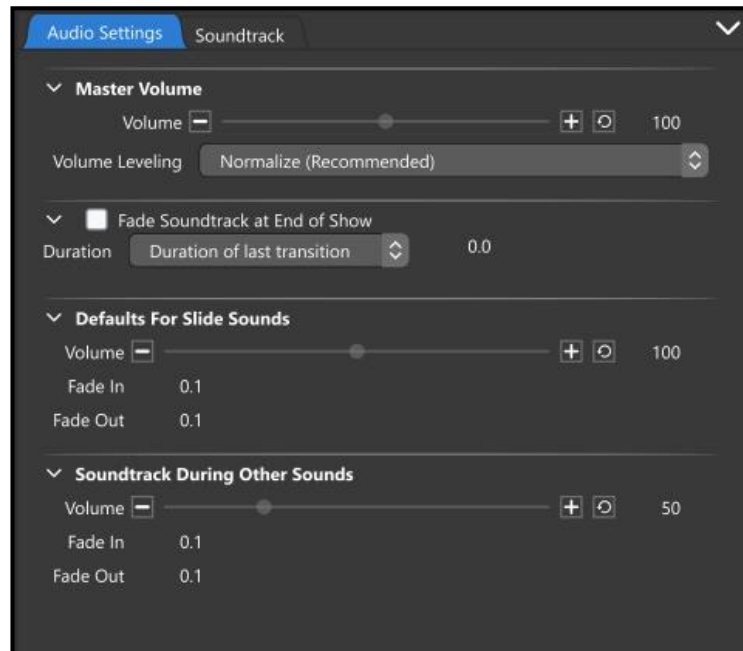 Audio Settings Soundtrack
Master Volume
Volume 100
Volume Leveling Normalize (Recommended)
Fade Soundtrack at End of Show
Duration Duration of last transition 0.0
Defaults For Slide Sounds
Volume 100
Fade In 0.1
Fade Out 0.1
Soundtrack During Other Sounds
Volume 50
Fade In 0.1
Fade Out 0.1